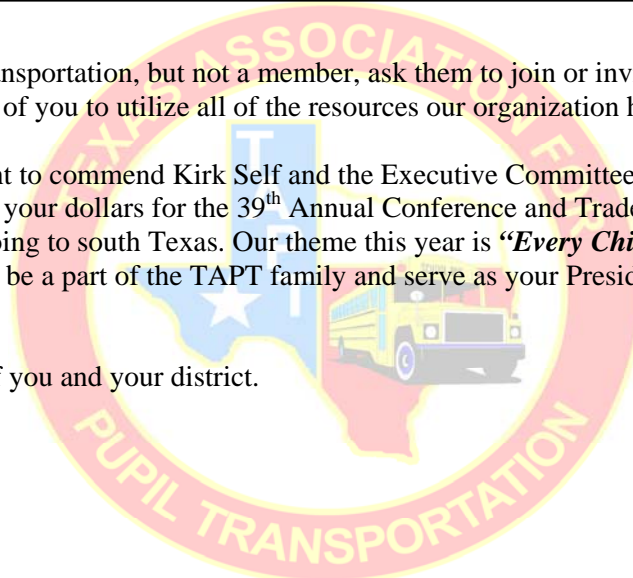 TEXAS ASSOCIATION FOR
ansportation, but not a member, ask them to join or inv
of you to utilize all of the resources our organization h
nt to commend Kirk Self and the Executive Committee
your dollars for the 39th Annual Conference and Trade
oing to south Texas. Our theme this year is "Every Chi
be a part of the TAPT family and serve as your Presid
f you and your district.
TAPT
PUPIL TRANSPORTATION